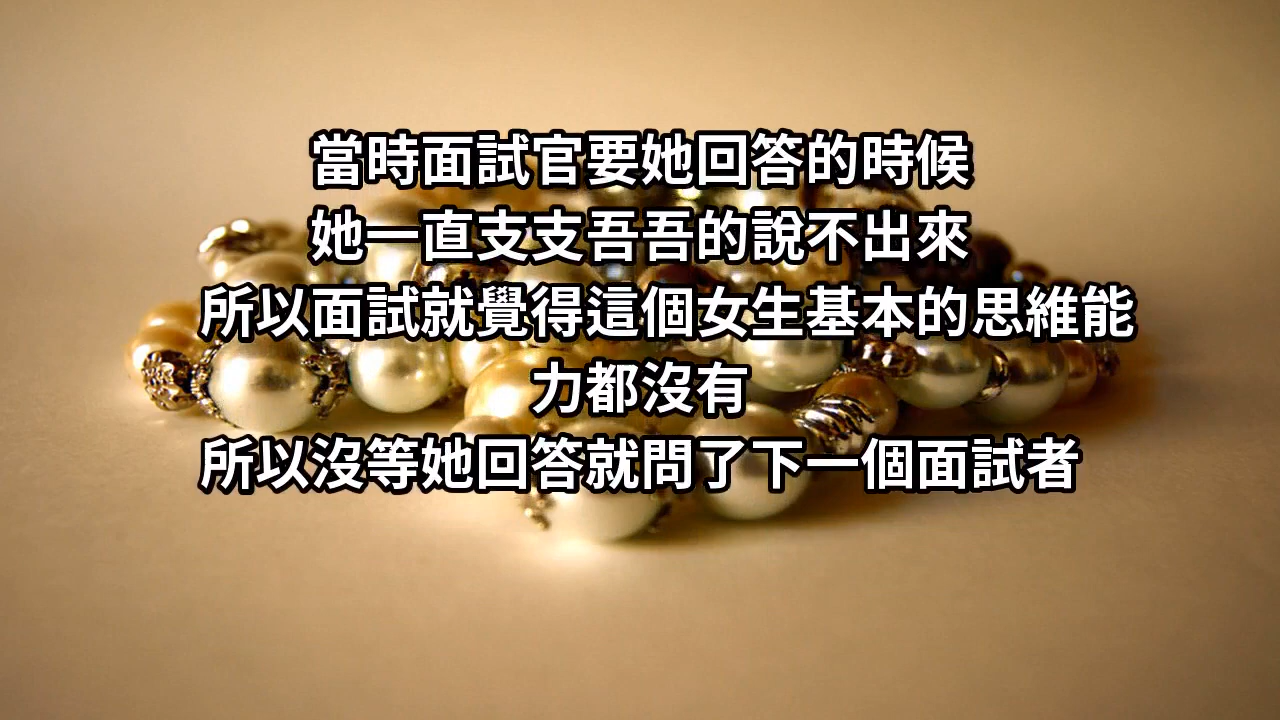 當時面試官要她回答的時候
她一直支支吾吾的說不出來
所以面試就覺得這個女生基本的思維能
力都沒有
所以沒等她回答就問了下一個面試者